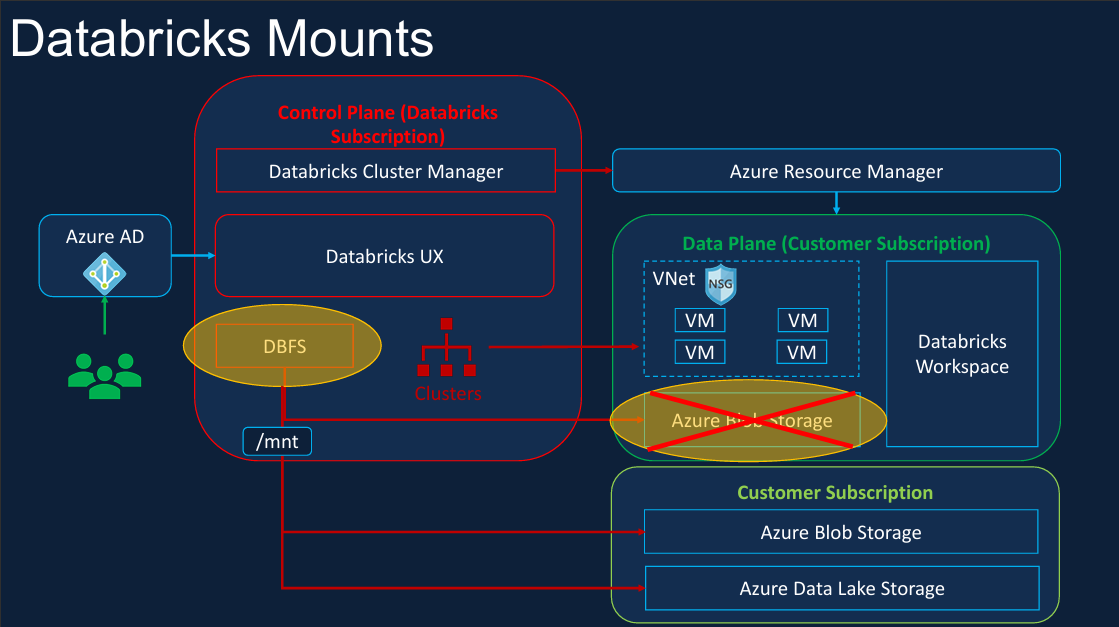 Databricks Mounts
Control Plane (Databricks
Subscription)
Databricks Cluster Manager
Azure Resource Manager
Azure AD
Databricks UX
Data Plane (Customer Subscription)
VNet
NSG
VM
VM
VM
VM
Databricks
Workspace
DBFS
Clusters
Azure Blob Storage
/mnt
Customer Subscription
Azure Blob Storage
Azure Data Lake Storage